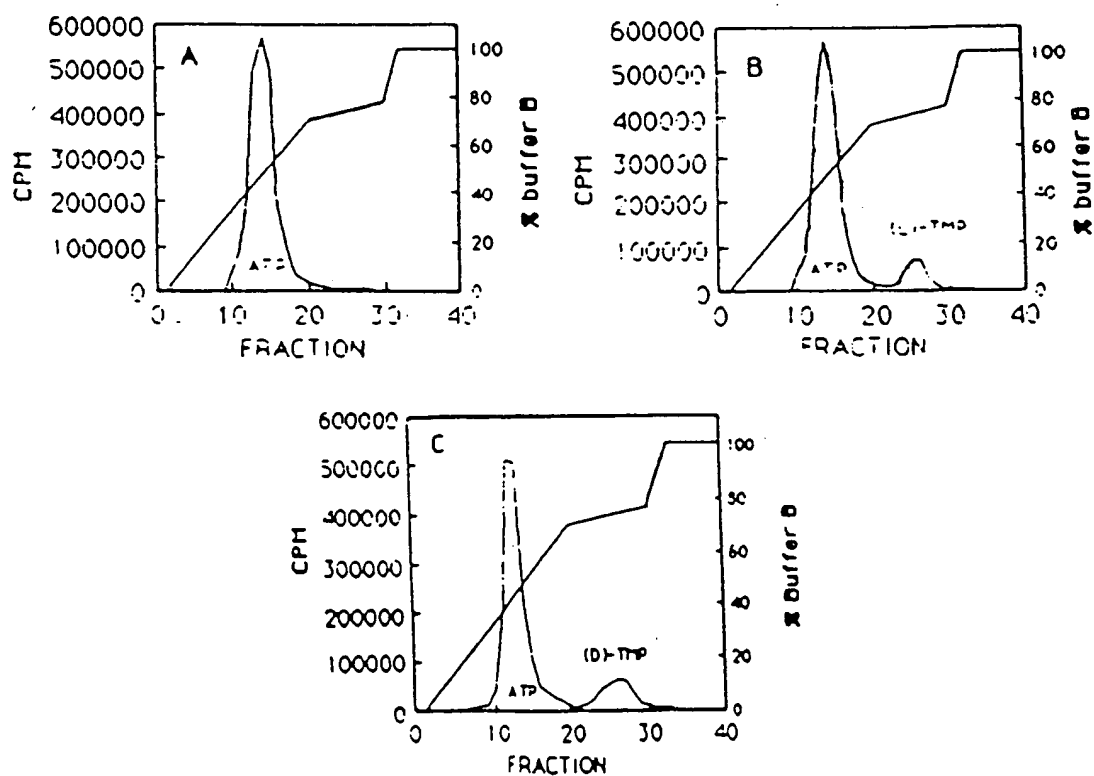 A
600000
500000
400000
300000
200000
100000
0
CPM
0 10 20 30 40
FRACTION
100
80
60
40
20
0
% buffer B
ATP
B
600000
500000
400000
300000
200000
100000
0
CPM
0 10 20 30 40
FRACTION
100
80
60
40
20
0
% buffer B
ATP
(L)-TMP
C
600000
500000
400000
300000
200000
100000
0
CPM
0 10 20 30 40
FRACTION
100
80
60
40
20
0
% buffer B
ATP
(D)-TMP